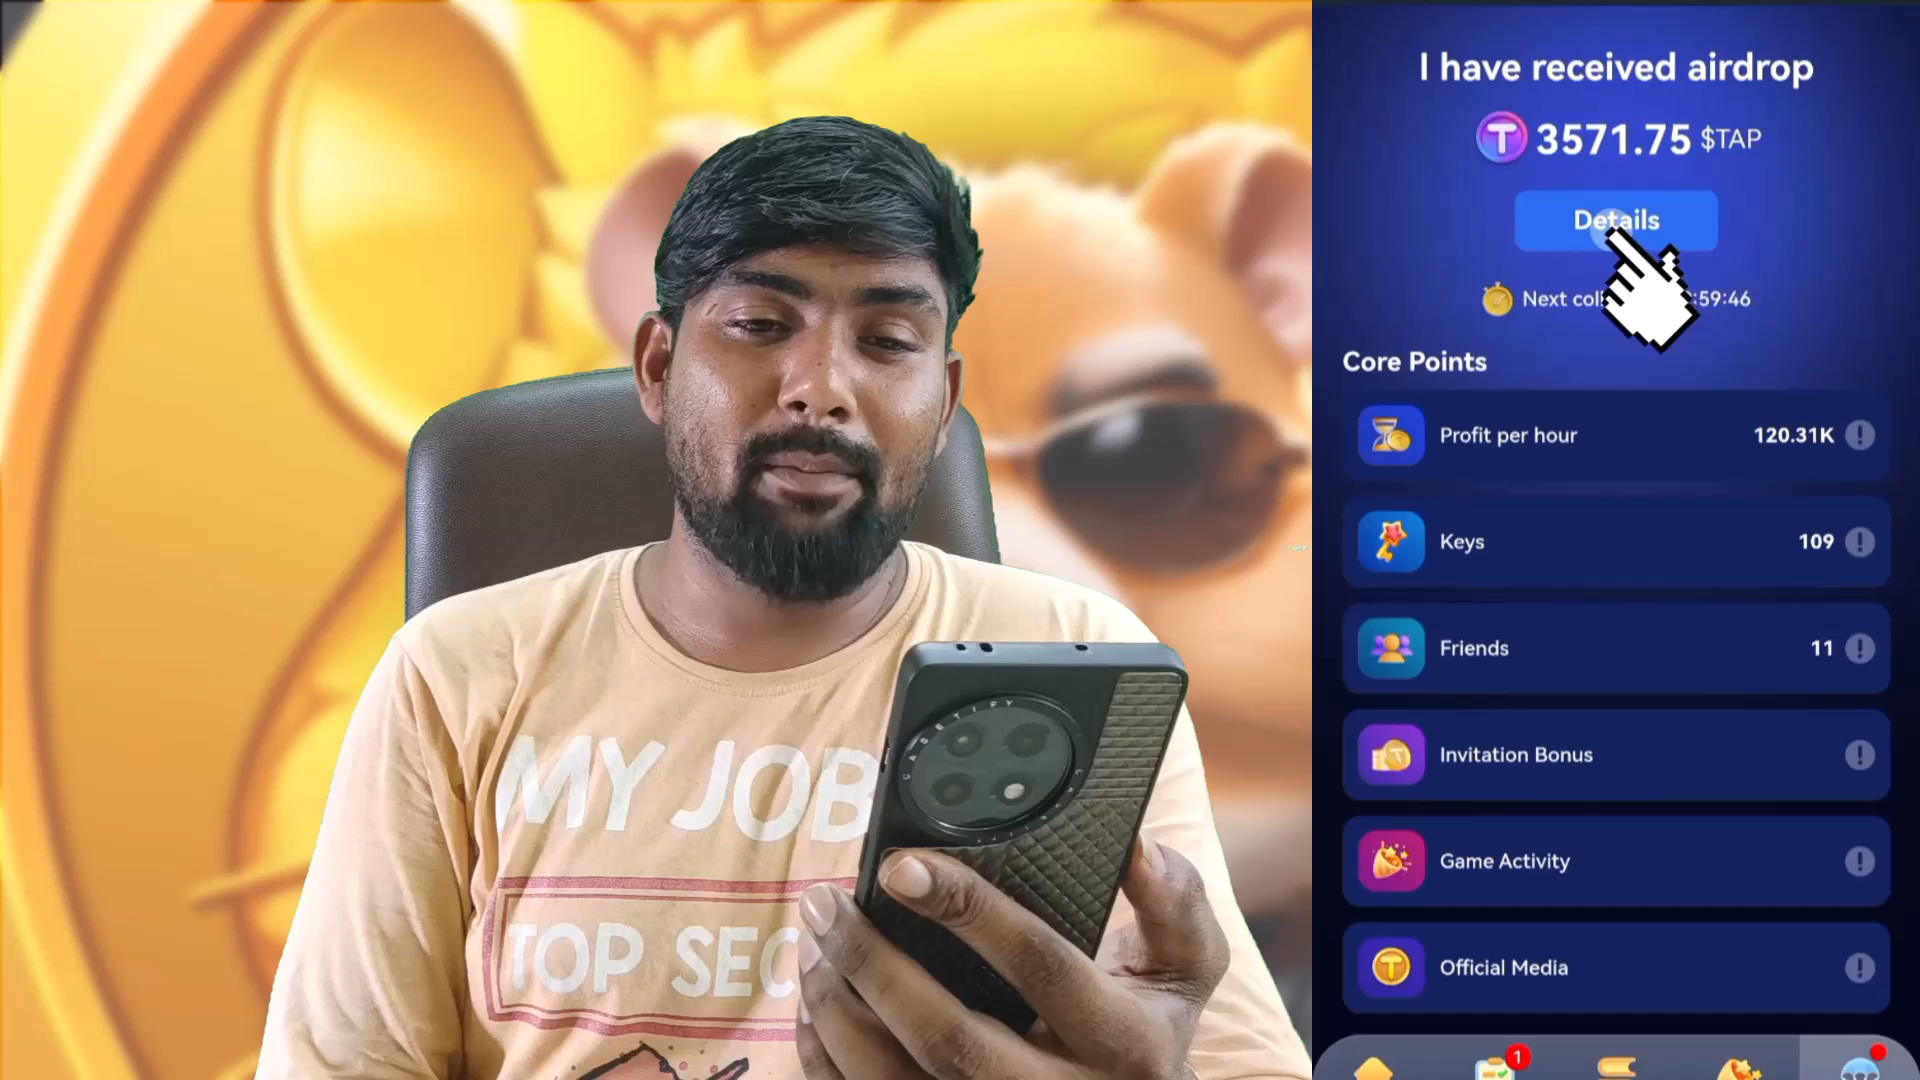 I have received airdrop
T 3571.75 $TAP
Details
Next col :59:46
Core Points
Profit per hour 120.31K
Keys 109
Friends 11
Invitation Bonus
Game Activity
T Official Media
1
CASETIFY
MY JOB
TOP SEC